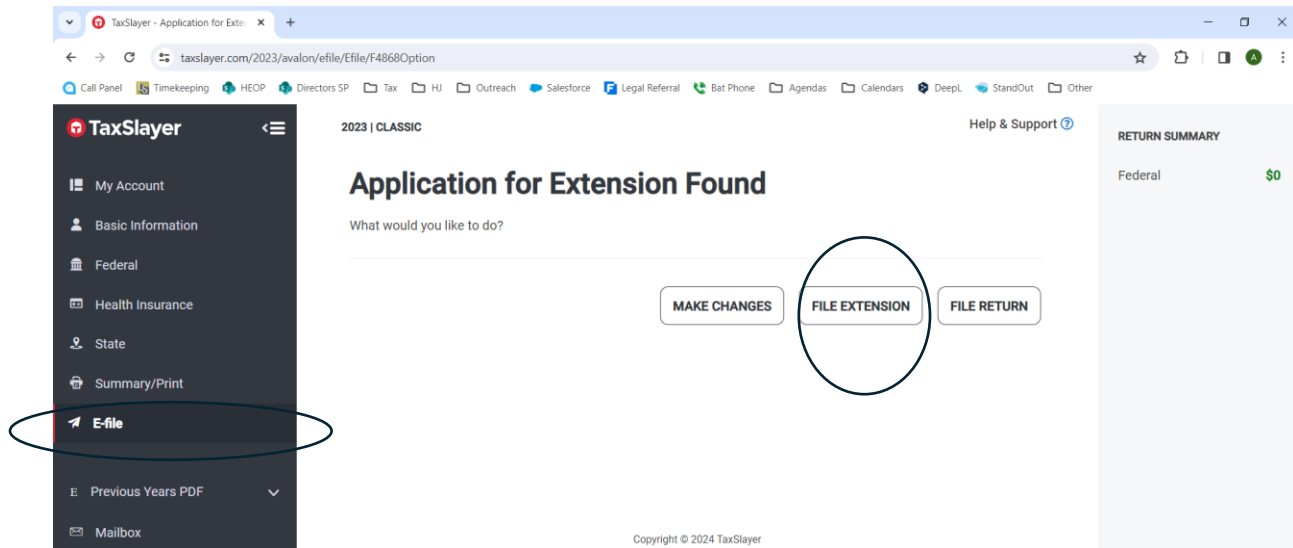 TaxSlayer - Application for Exte
taxslayer.com/2023/avalon/efile/Efile/F4868Option
A
Call Panel Timekeeping HEOP Directors SP Tax HJ Outreach Salesforce Legal Referral Bat Phone Agendas Calendars DeepL StandOut Other
TaxSlayer
My Account
Basic Information
Federal
Health Insurance
State
Summary/Print
E-file
E Previous Years PDF
Mailbox
2023 | CLASSIC
Help & Support ?
Application for Extension Found
What would you like to do?
MAKE CHANGES FILE EXTENSION FILE RETURN
Copyright © 2024 TaxSlayer
RETURN SUMMARY
Federal $0